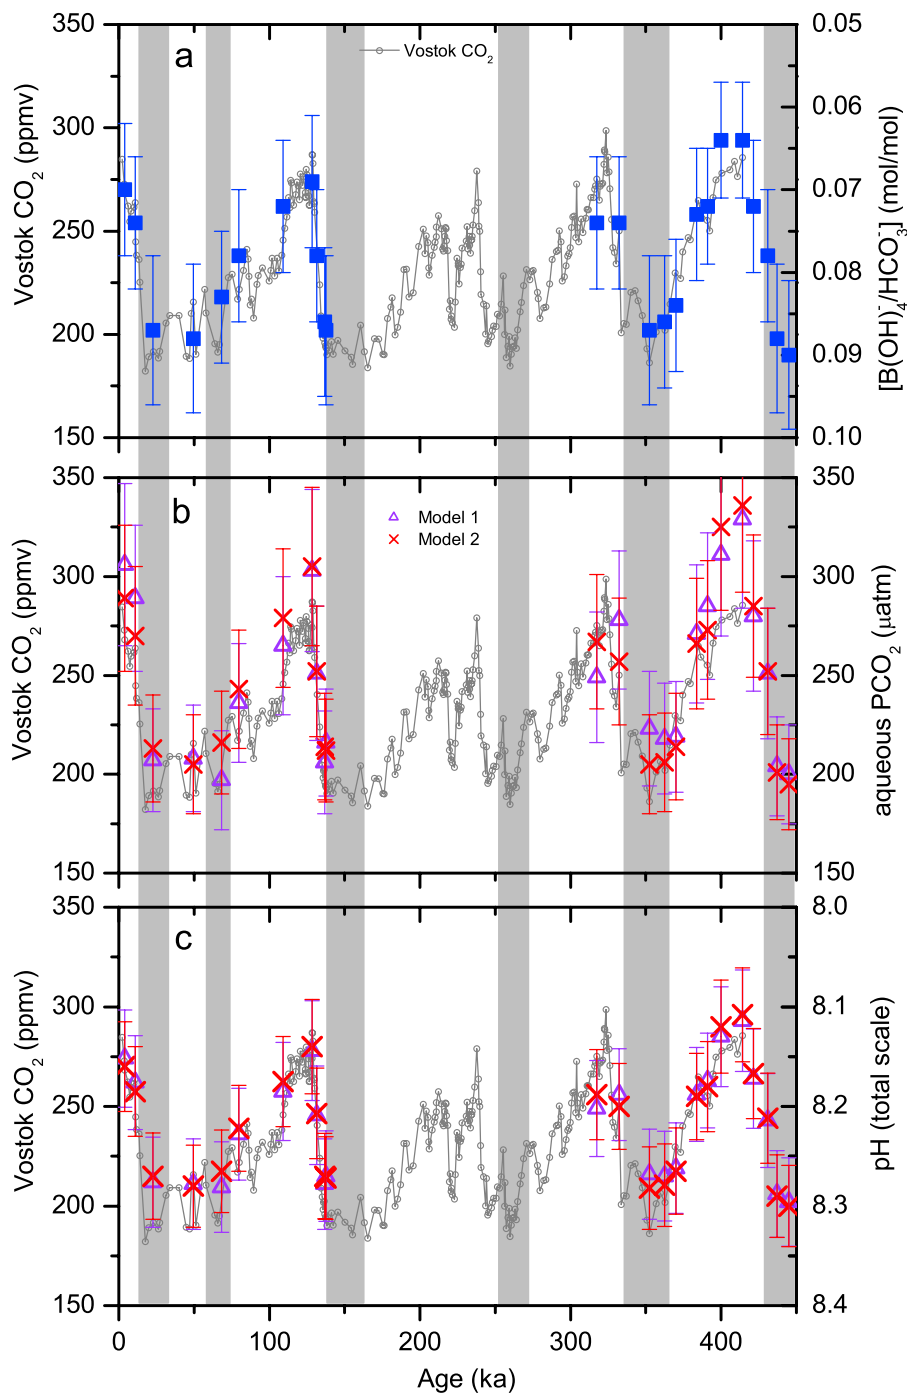 350
300
250
200
150
Vostok CO2 (ppmv)
a
Vostok CO2
0.05
0.06
0.07
0.08
0.09
0.10
[B(OH)4-/HCO3-] (mol/mol)
350
300
250
200
150
Vostok CO2 (ppmv)
b
Model 1
Model 2
350
300
250
200
150
aqueous PCO2 (µatm)
350
300
250
200
150
Vostok CO2 (ppmv)
c
8.0
8.1
8.2
8.3
8.4
pH (total scale)
0
100
200
300
400
Age (ka)